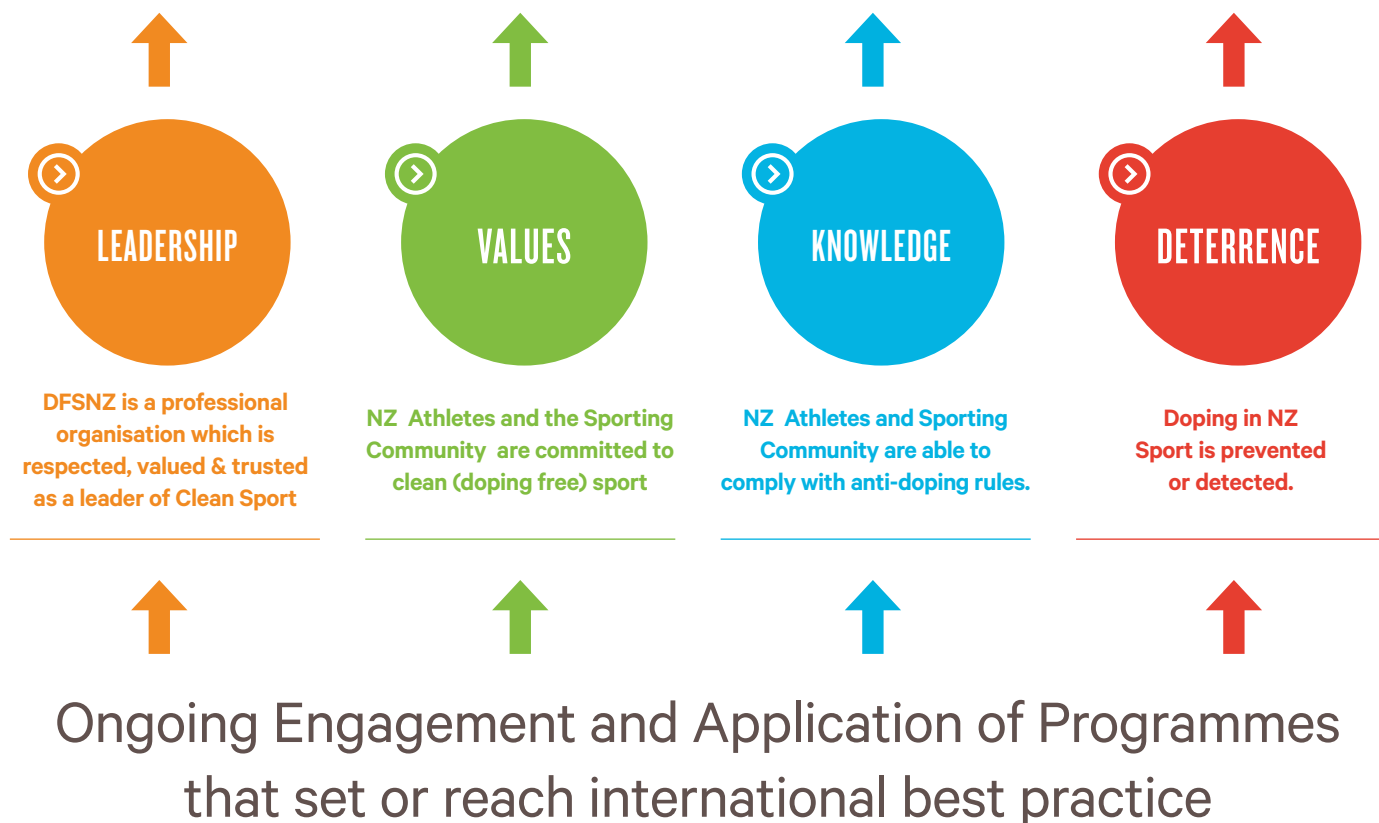 LEADERSHIP
DFSNZ is a professional
organisation which is
respected, valued & trusted
as a leader of Clean Sport
VALUES
NZ Athletes and the Sporting
Community are committed to
clean (doping free) sport
KNOWLEDGE
NZ Athletes and Sporting
Community are able to
comply with anti-doping rules.
DETERRENCE
Doping in NZ
Sport is prevented
or detected.
Ongoing Engagement and Application of Programmes
that set or reach international best practice